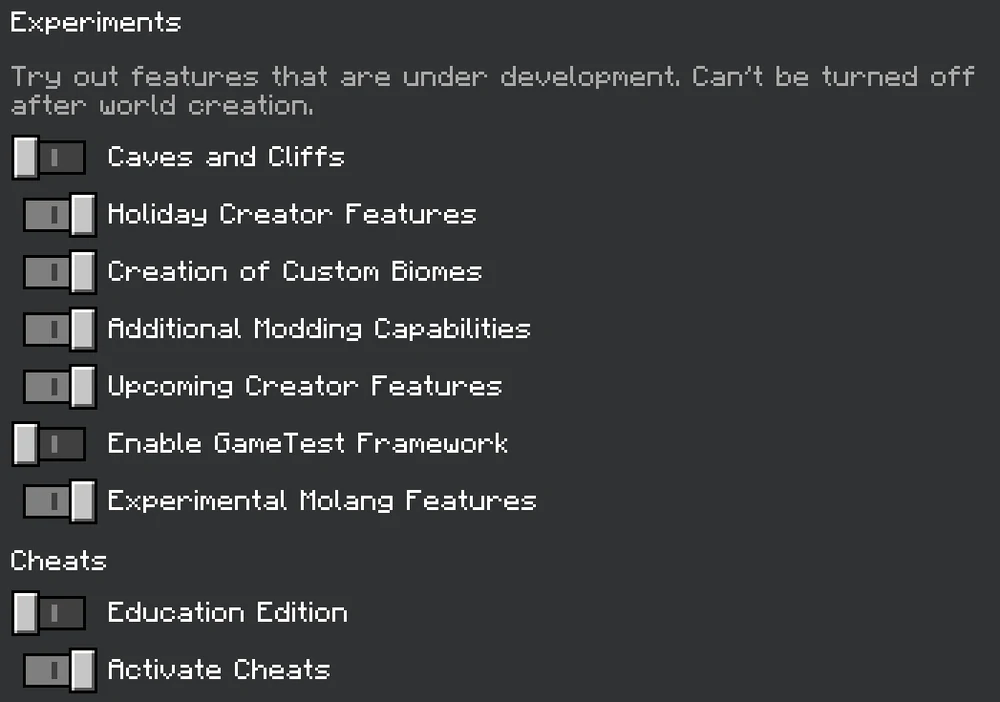 Experiments
Try out features that are under development. Can't be turned off
after world creation.
Caves and Cliffs
Holiday Creator Features
Creation of Custom Biomes
Additional Modding Capabilities
Upcoming Creator Features
Enable GameTest Framework
Experimental Molang Features
Cheats
Education Edition
Activate Cheats